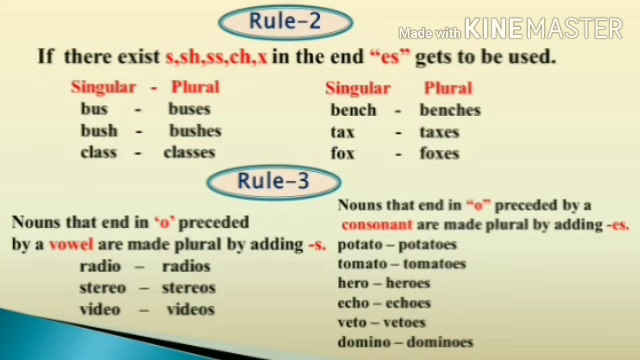 Rule-2
Made with KINEMASTER
If there exist s,sh,ss,ch,x in the end “es” gets to be used.
Singular - Plural
bus - buses
bush - bushes
class - classes
Singular Plural
bench - benches
tax - taxes
fox - foxes
Rule-3
Nouns that end in ‘o’ preceded
by a vowel are made plural by adding -s.
radio – radios
stereo – stereos
video – videos
Nouns that end in “o” preceded by a
consonant are made plural by adding -es.
potato – potatoes
tomato – tomatoes
hero – heroes
echo – echoes
veto – vetoes
domino – dominoes